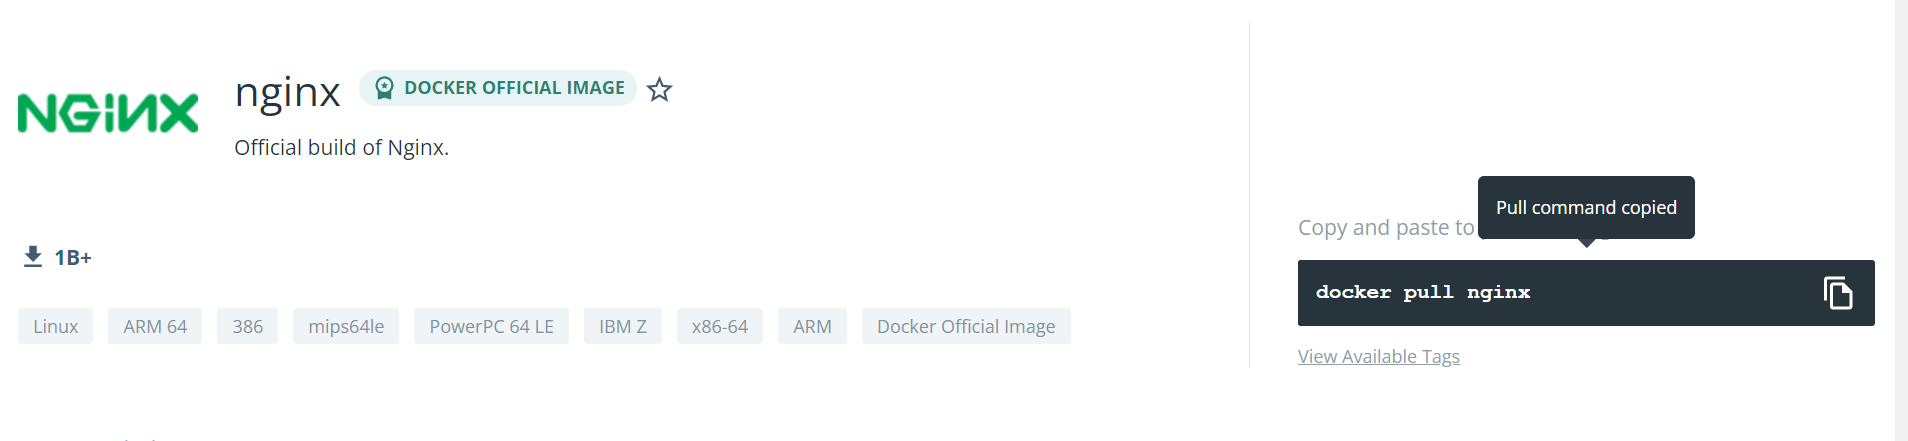 NGINX
nginx
DOCKER OFFICIAL IMAGE
Official build of Nginx.
1B+
Linux
ARM 64
386
mips64le
PowerPC 64 LE
IBM Z
x86-64
ARM
Docker Official Image
Pull command copied
Copy and paste to
docker pull nginx
View Available Tags